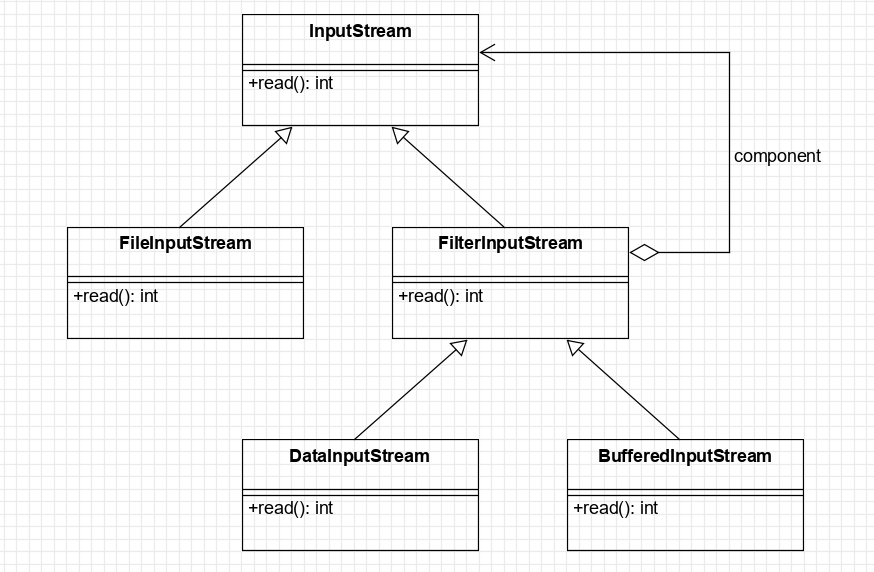 InputStream
+read(): int
component
FileInputStream
+read(): int
FilterInputStream
+read(): int
DataInputStream
+read(): int
BufferedInputStream
+read(): int